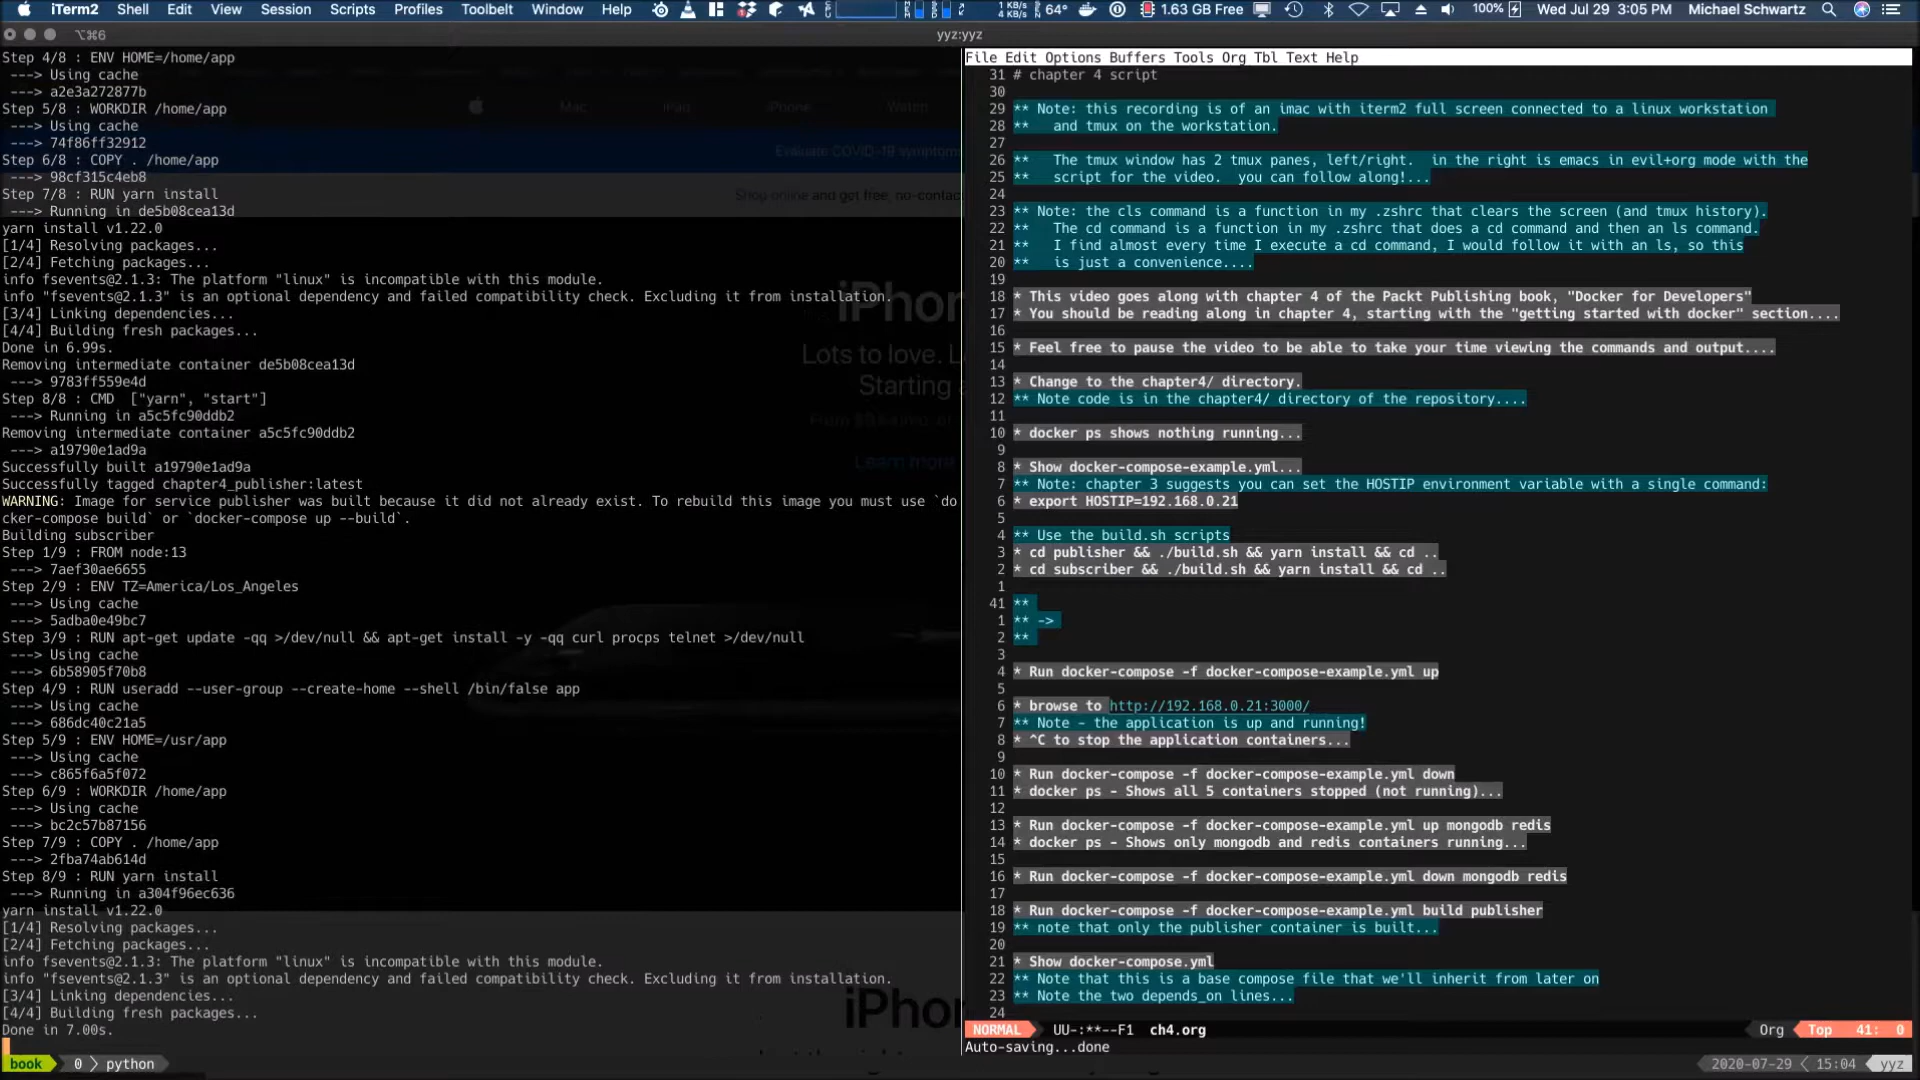 iTerm2 Shell Edit View Session Scripts Profiles Toolbelt Window Help 1 KB/s 4 KB/s 64° 1.63 GB Free 100% Wed Jul 29 3:05 PM Michael Schwartz
⌥⌘6 yyz:yyz
Step 4/8 : ENV HOME=/home/app
---> Using cache
---> a2e3a272877b
Step 5/8 : WORKDIR /home/app
---> Using cache
---> 74f86ff32912
Step 6/8 : COPY . /home/app
---> 98cf315c4eb8
Step 7/8 : RUN yarn install
---> Running in de5b08cea13d
yarn install v1.22.0
[1/4] Resolving packages...
[2/4] Fetching packages...
info fsevents@2.1.3: The platform "linux" is incompatible with this module.
info "fsevents@2.1.3" is an optional dependency and failed compatibility check. Excluding it from installation.
[3/4] Linking dependencies...
[4/4] Building fresh packages...
Done in 6.99s.
Removing intermediate container de5b08cea13d
---> 9783ff559e4d
Step 8/8 : CMD  ["yarn", "start"]
---> Running in a5c5fc90ddb2
Removing intermediate container a5c5fc90ddb2
---> a19790e1ad9a
Successfully built a19790e1ad9a
Successfully tagged chapter4_publisher:latest
WARNING: Image for service publisher was built because it did not already exist. To rebuild this image you must use `do
cker-compose build` or `docker-compose up --build`.
Building subscriber
Step 1/9 : FROM node:13
---> 7aef30ae6655
Step 2/9 : ENV TZ=America/Los_Angeles
---> Using cache
---> 5adba0e49bc7
Step 3/9 : RUN apt-get update -qq >/dev/null && apt-get install -y -qq curl procps telnet >/dev/null
---> Using cache
---> 6b58905f70b8
Step 4/9 : RUN useradd --user-group --create-home --shell /bin/false app
---> Using cache
---> 686dc40c21a5
Step 5/9 : ENV HOME=/usr/app
---> Using cache
---> c865f6a5f072
Step 6/9 : WORKDIR /home/app
---> Using cache
---> bc2c57b87156
Step 7/9 : COPY . /home/app
---> 2fba74ab614d
Step 8/9 : RUN yarn install
---> Running in a304f96ec636
yarn install v1.22.0
[1/4] Resolving packages...
[2/4] Fetching packages...
info fsevents@2.1.3: The platform "linux" is incompatible with this module.
info "fsevents@2.1.3" is an optional dependency and failed compatibility check. Excluding it from installation.
[3/4] Linking dependencies...
[4/4] Building fresh packages...
Done in 7.00s.
Mac iPad iPhone Watch
Evaluate COVID-19 symptoms
Shop online and get free, no-contac
iPhon
Lots to love. L
Starting a
Learn more
iPhon
File Edit Options Buffers Tools Org Tbl Text Help
31 # chapter 4 script
30
29 ** Note: this recording is of an imac with iterm2 full screen connected to a linux workstation
28 **   and tmux on the workstation.
27
26 **   The tmux window has 2 tmux panes, left/right.  in the right is emacs in evil+org mode with the
25 **   script for the video.  you can follow along!...
24
23 ** Note: the cls command is a function in my .zshrc that clears the screen (and tmux history).
22 **   The cd command is a function in my .zshrc that does a cd command and then an ls command.
21 **   I find almost every time I execute a cd command, I would follow it with an ls, so this
20 **   is just a convenience....
19
18 * This video goes along with chapter 4 of the Packt Publishing book, "Docker for Developers"
17 * You should be reading along in chapter 4, starting with the "getting started with docker" section....
16
15 * Feel free to pause the video to be able to take your time viewing the commands and output....
14
13 * Change to the chapter4/ directory.
12 ** Note code is in the chapter4/ directory of the repository....
11
10 * docker ps shows nothing running...
9
8 * Show docker-compose-example.yml...
7 ** Note: chapter 3 suggests you can set the HOSTIP environment variable with a single command:
6 * export HOSTIP=192.168.0.21
5
4 ** Use the build.sh scripts
3 * cd publisher && ./build.sh && yarn install && cd ..
2 * cd subscriber && ./build.sh && yarn install && cd ..
1
41 **
1 ** ->
2 **
3
4 * Run docker-compose -f docker-compose-example.yml up
5
6 * browse to http://192.168.0.21:3000/
7 ** Note - the application is up and running!
8 * ^C to stop the application containers...
9
10 * Run docker-compose -f docker-compose-example.yml down
11 * docker ps - Shows all 5 containers stopped (not running)...
12
13 * Run docker-compose -f docker-compose-example.yml up mongodb redis
14 * docker ps - Shows only mongodb and redis containers running...
15
16 * Run docker-compose -f docker-compose-example.yml down mongodb redis
17
18 * Run docker-compose -f docker-compose-example.yml build publisher
19 ** note that only the publisher container is built...
20
21 * Show docker-compose.yml
22 ** Note that this is a base compose file that we'll inherit from later on
23 ** Note the two depends_on lines...
24
NORMAL UU-:**--F1 ch4.org Org Top 41: 0
Auto-saving...done
book 0 python 2020-07-29 15:04 yyz